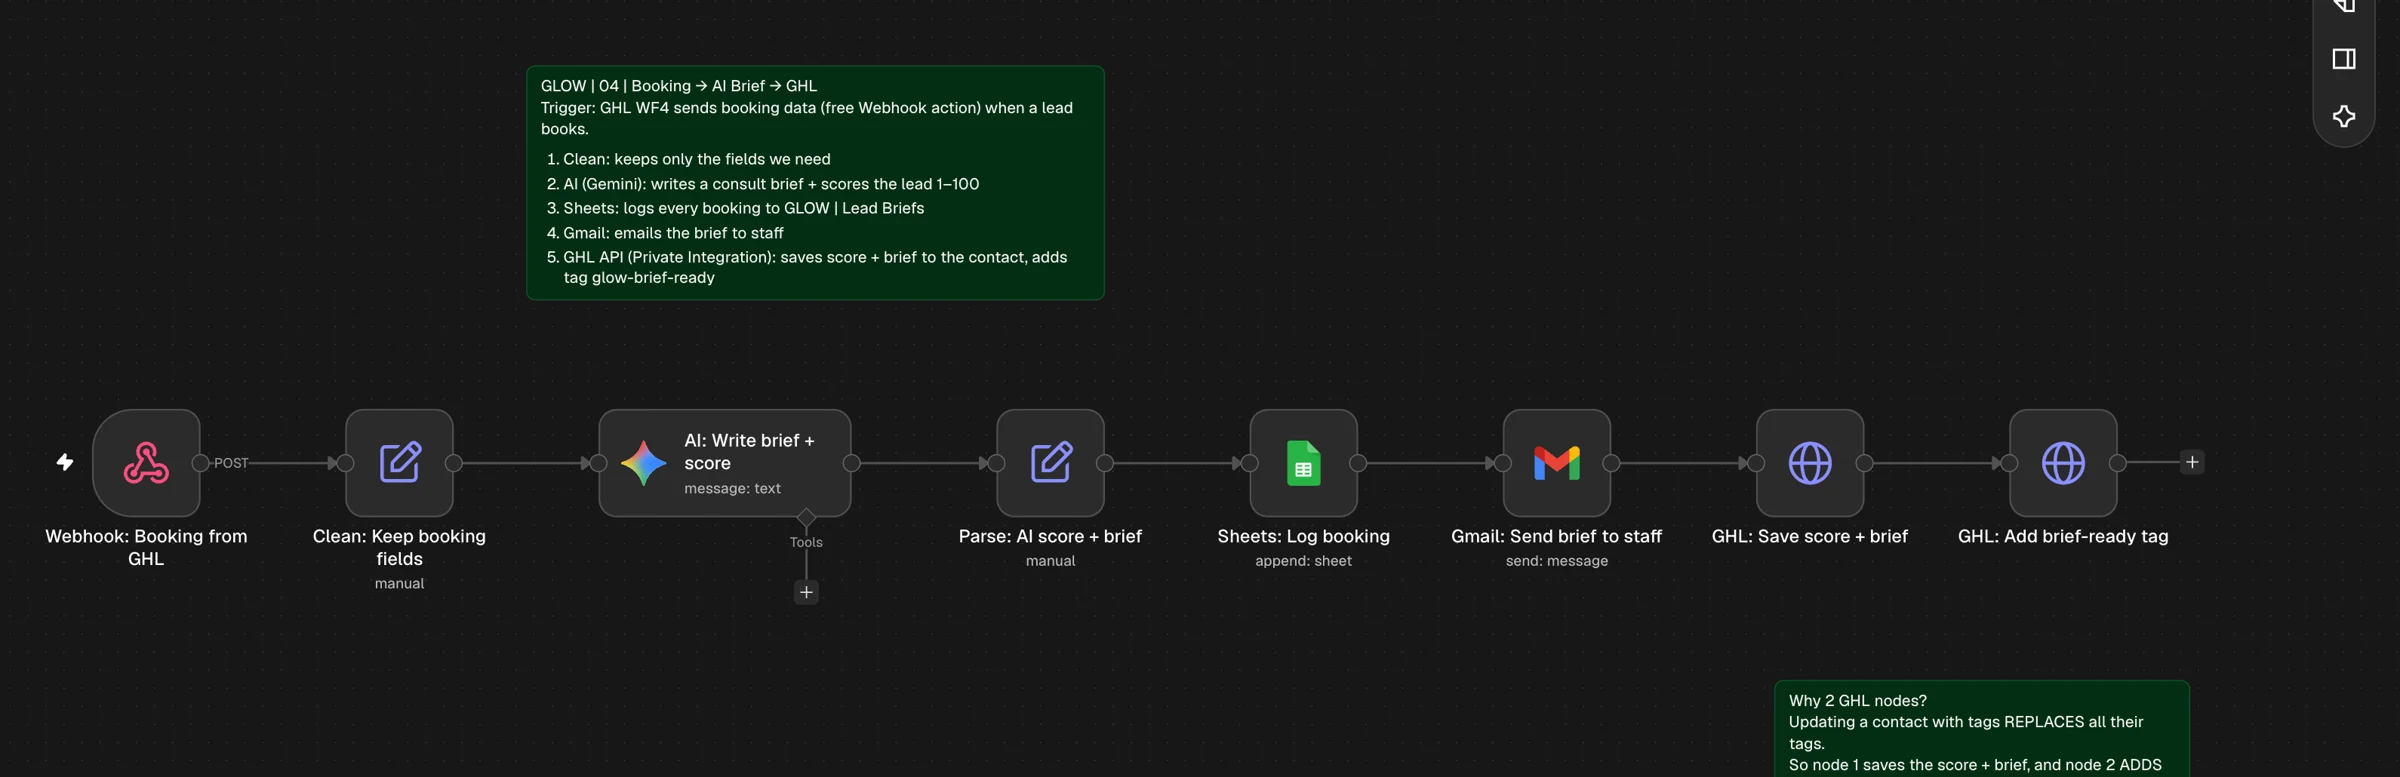 GLOW | 04 | Booking → AI Brief → GHL
Trigger: GHL WF4 sends booking data (free Webhook action) when a lead
books.
1. Clean: keeps only the fields we need
2. AI (Gemini): writes a consult brief + scores the lead 1–100
3. Sheets: logs every booking to GLOW | Lead Briefs
4. Gmail: emails the brief to staff
5. GHL API (Private Integration): saves score + brief to the contact, adds
tag glow-brief-ready
POST
AI: Write brief +
score
message: text
Tools
Webhook: Booking from
GHL
Clean: Keep booking
fields
manual
Parse: AI score + brief
manual
Sheets: Log booking
append: sheet
Gmail: Send brief to staff
send: message
GHL: Save score + brief
GHL: Add brief-ready tag
Why 2 GHL nodes?
Updating a contact with tags REPLACES all their
tags.
So node 1 saves the score + brief, and node 2 ADDS